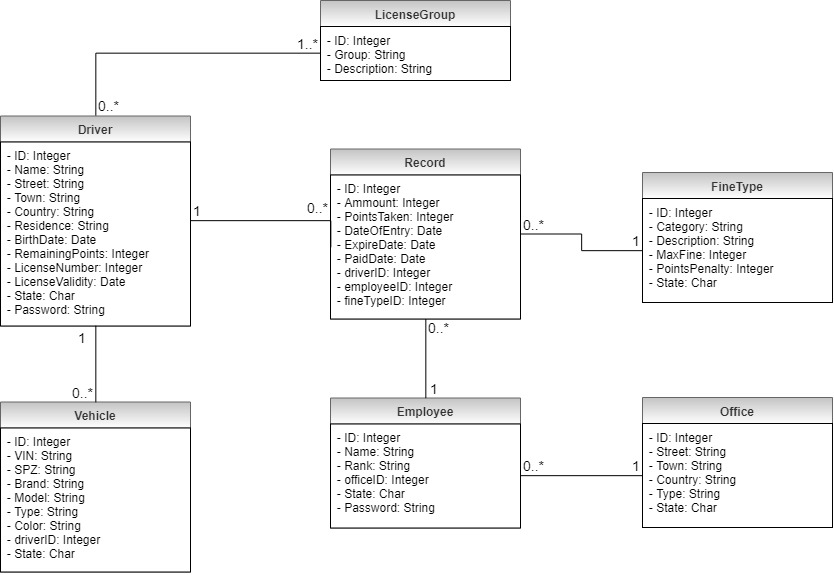 LicenseGroup
- ID: Integer
- Group: String
- Description: String
1..*
0..*
Driver
- ID: Integer
- Name: String
- Street: String
- Town: String
- Country: String
- Residence: String
- BirthDate: Date
- RemainingPoints: Integer
- LicenseNumber: Integer
- LicenseValidity: Date
- State: Char
- Password: String
1
0..*
Record
- ID: Integer
- Ammount: Integer
- PointsTaken: Integer
- DateOfEntry: Date
- ExpireDate: Date
- PaidDate: Date
- driverID: Integer
- employeeID: Integer
- fineTypeID: Integer
0..*
1
FineType
- ID: Integer
- Category: String
- Description: String
- MaxFine: Integer
- PointsPenalty: Integer
- State: Char
1
0..*
0..*
1
Vehicle
- ID: Integer
- VIN: String
- SPZ: String
- Brand: String
- Model: String
- Type: String
- Color: String
- driverID: Integer
- State: Char
Employee
- ID: Integer
- Name: String
- Rank: String
- officeID: Integer
- State: Char
- Password: String
0..*
1
Office
- ID: Integer
- Street: String
- Town: String
- Country: String
- Type: String
- State: Char